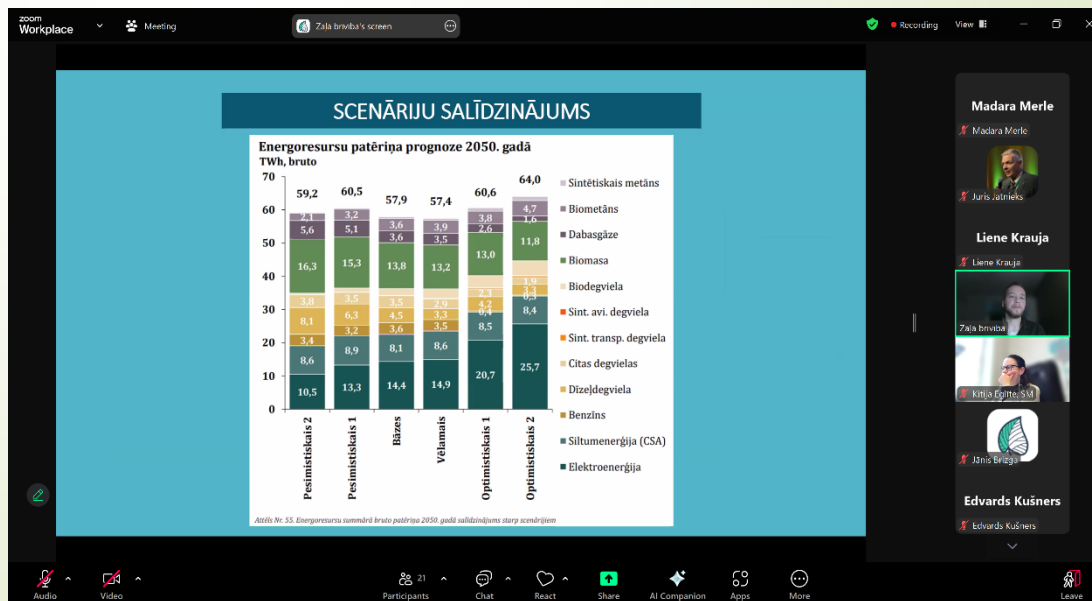 zoom
Workplace
Meeting
Zaļa brīvība's screen
Recording
View
SCENĀRIJU SALĪDZINĀJUMS
Energoresursu patēriņa prognoze 2050. gadā
TWh, bruto
70
60
50
40
30
20
10
0
59,2
2,1
5,6
16,3
3,8
8,1
3,4
8,6
10,5
60,5
3,2
5,1
15,3
3,5
6,3
3,2
8,9
13,3
57,9
3,6
3,6
13,8
3,5
4,5
3,6
8,1
14,4
57,4
3,9
3,5
13,2
2,9
3,3
3,5
8,6
14,9
60,6
3,8
2,6
13,0
2,3
4,2
0,4
8,5
20,7
64,0
4,7
1,6
11,8
1,9
3,3
0,3
8,4
25,7
Pesimistiskais 2
Pesimistiskais 1
Bāzes
Vēlamais
Optimistiskais 1
Optimistiskais 2
Sintētiskais metāns
Biometāns
Dabasgāze
Biomasa
Biodegviela
Sint. avi. degviela
Sint. transp. degviela
Citas degvielas
Dīzeļdegviela
Benzīns
Siltumenerģija (CSA)
Elektroenerģija
Attēls Nr. 55. Energoresursu summārā bruto patēriņa 2050. gadā salīdzinājums starp scenārijiem
Madara Merle
Madara Merle
Juris Jātnieks
Liene Krauja
Liene Krauja
Zaļa brīvība
Kitija Eglīte, SM
Jānis Brizga
Edvards Kušners
Edvards Kušners
Audio
Video
21
Participants
Chat
React
Share
AI Companion
Apps
More
Leave